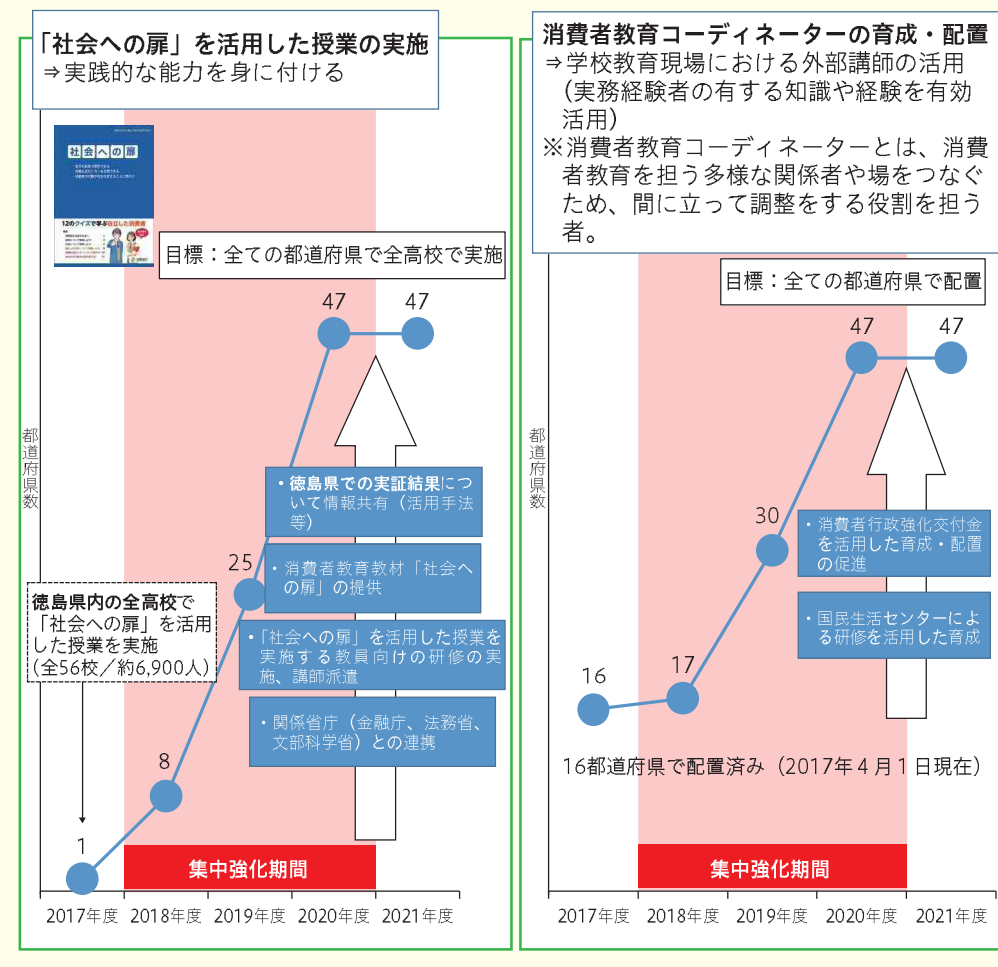 「社会への扉」を活用した授業の実施
⇒実践的な能力を身に付ける
社会への扉
12のクイズで学ぶ自立した消費者
目標：全ての都道府県で全高校で実施
47
47
都道府県数
・徳島県での実証結果につ
いて情報共有（活用手法
等）
25
・消費者教育教材「社会へ
の扉」の提供
徳島県内の全高校で
「社会への扉」を活用
した授業を実施
（全56校／約6,900人）
・「社会への扉」を活用した授業を
実施する教員向けの研修の実
施、講師派遣
・関係省庁（金融庁、法務省、
文部科学省）との連携
8
1
集中強化期間
2017年度
2018年度
2019年度
2020年度
2021年度
消費者教育コーディネーターの育成・配置
⇒学校教育現場における外部講師の活用
（実務経験者の有する知識や経験を有効
活用）
※消費者教育コーディネーターとは、消費
者教育を担う多様な関係者や場をつなぐ
ため、間に立って調整をする役割を担う
者。
目標：全ての都道府県で配置
47
47
都道府県数
30
・消費者行政強化交付金
を活用した育成・配置
の促進
・国民生活センターによ
る研修を活用した育成
16
17
16都道府県で配置済み（2017年４月１日現在）
集中強化期間
2017年度
2018年度
2019年度
2020年度
2021年度